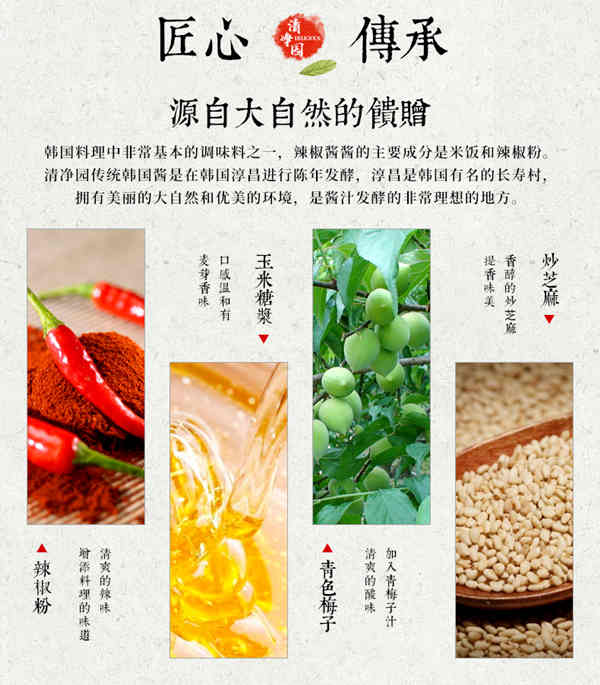 匠心
清净园
DELICIOUS
傳承
源自大自然的饋贈
韩国料理中非常基本的调味料之一，辣椒酱酱的主要成分是米饭和辣椒粉。
清净园传统韩国酱是在韩国淳昌进行陈年发酵，淳昌是韩国有名的长寿村，
拥有美丽的大自然和优美的环境，是酱汁发酵的非常理想的地方。
玉米糖漿
口感温和有
麦芽香味
炒芝麻
香醇的炒芝麻
提香味美
辣椒粉
清爽的辣味
增添料理的味道
青色梅子
加入青梅子汁
清爽的酸味